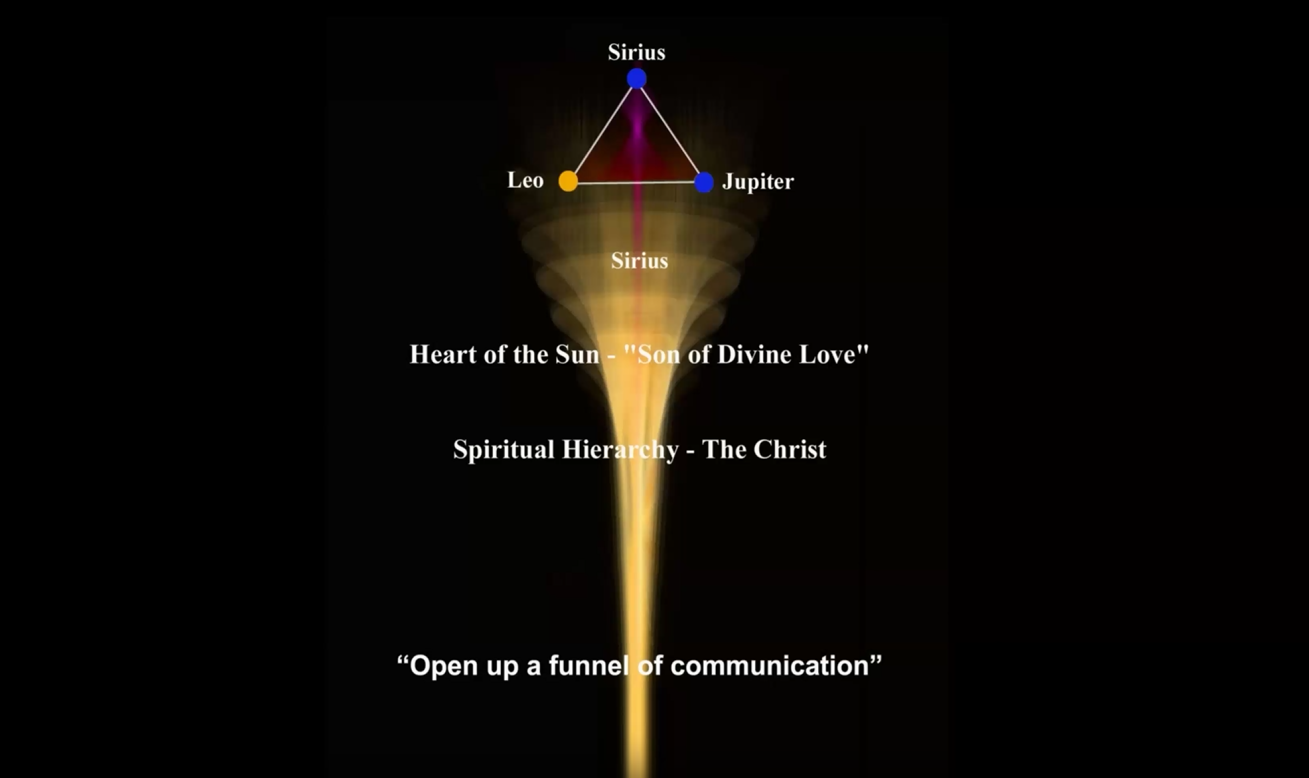 Sirius
Leo
Jupiter
Sirius
Heart of the Sun - "Son of Divine Love"
Spiritual Hierarchy - The Christ
“Open up a funnel of communication”